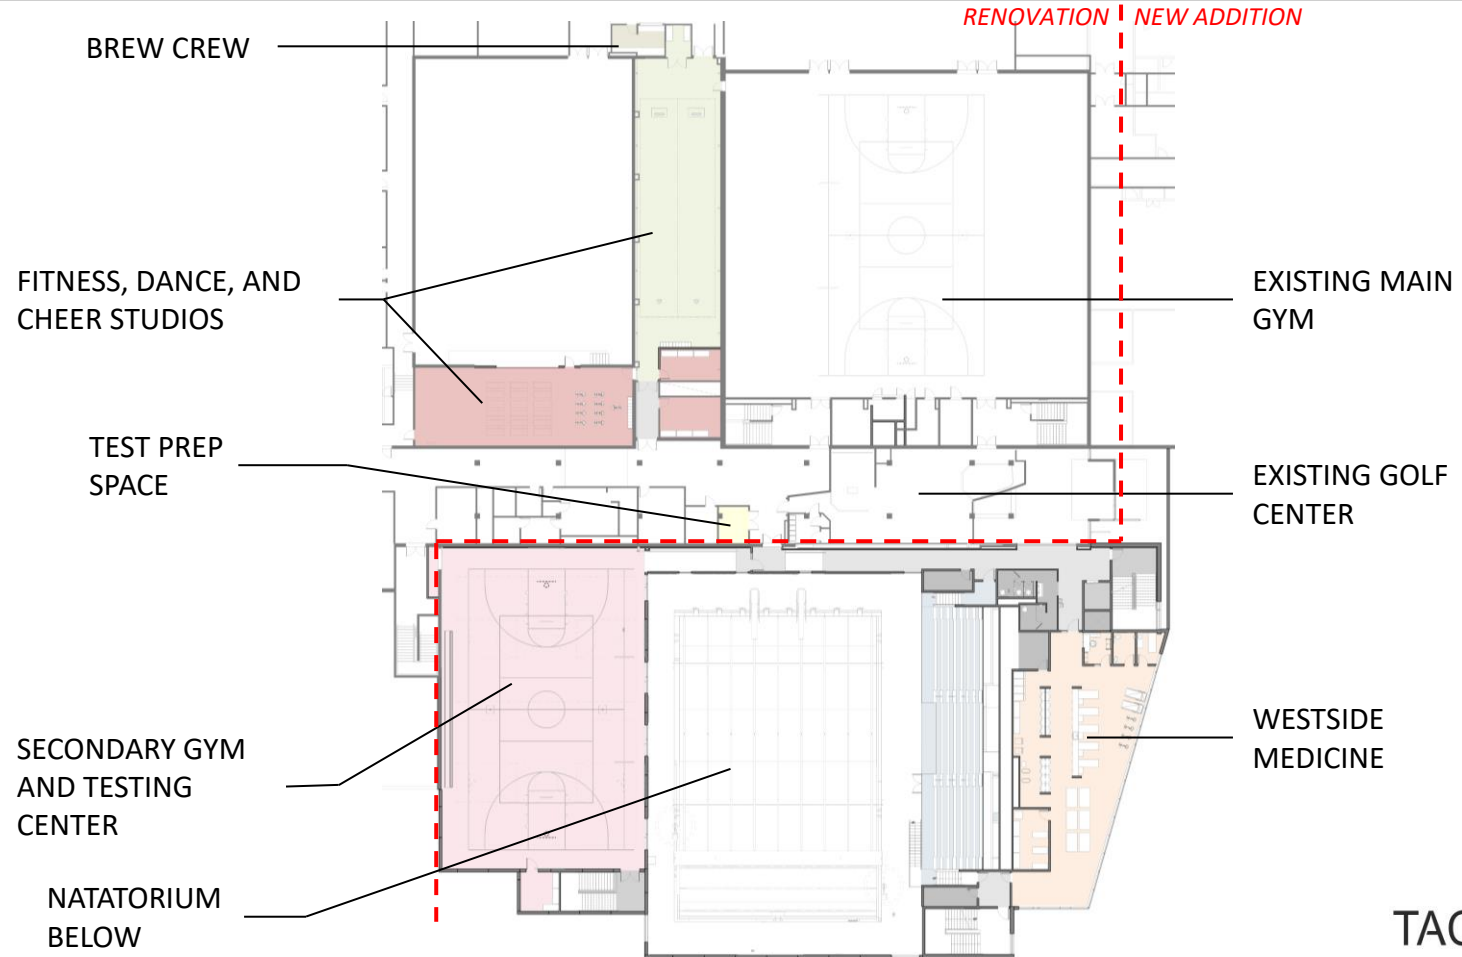 RENOVATION NEW ADDITION
BREW CREW
FITNESS, DANCE, AND
CHEER STUDIOS
EXISTING MAIN
GYM
TEST PREP
SPACE
EXISTING GOLF
CENTER
SECONDARY GYM
AND TESTING
CENTER
WESTSIDE
MEDICINE
NATATORIUM
BELOW